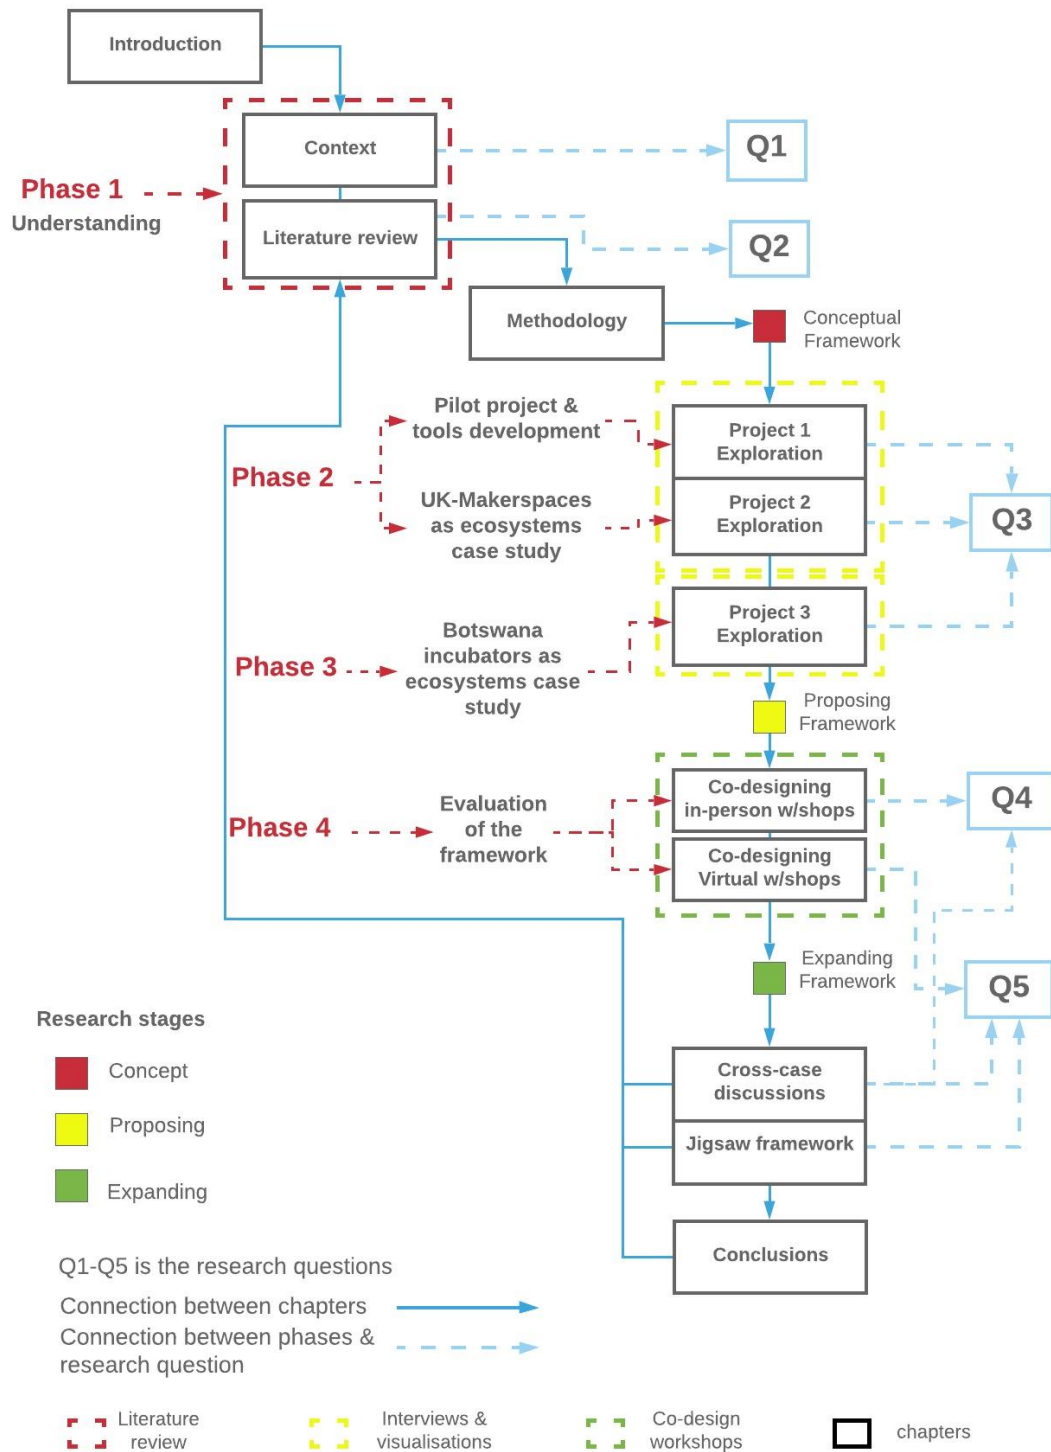 Introduction
Context
Q1
Phase 1
Understanding
Literature review
Q2
Methodology
Conceptual
Framework
Pilot project &
tools development
Project 1
Exploration
Phase 2
UK-Makerspaces
as ecosystems
case study
Project 2
Exploration
Q3
Phase 3
Botswana
incubators as
ecosystems case
study
Project 3
Exploration
Proposing
Framework
Phase 4
Evaluation
of the
framework
Co-designing
in-person w/shops
Q4
Co-designing
Virtual w/shops
Expanding
Framework
Q5
Research stages
Concept
Proposing
Expanding
Cross-case
discussions
Jigsaw framework
Conclusions
Q1-Q5 is the research questions
Connection between chapters
Connection between phases &
research question
Literature
review
Interviews &
visualisations
Co-design
workshops
chapters